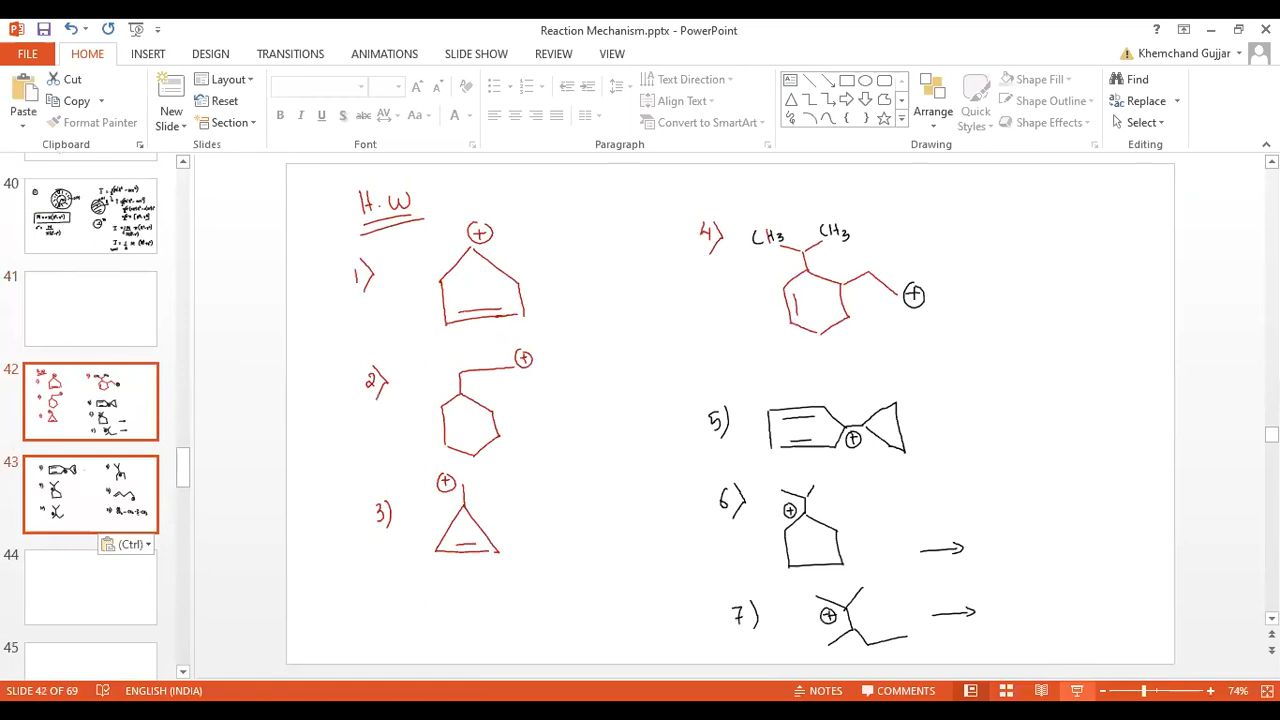 Reaction Mechanism.pptx - PowerPoint
FILE
HOME
INSERT
DESIGN
TRANSITIONS
ANIMATIONS
SLIDE SHOW
REVIEW
VIEW
Khemchand Gujjar
Paste
Cut
Copy
Format Painter
Clipboard
New Slide
Layout
Reset
Section
Slides
Font
Text Direction
Align Text
Convert to SmartArt
Paragraph
Arrange
Quick Styles
Shape Fill
Shape Outline
Shape Effects
Drawing
Find
Replace
Select
Editing
40
41
42
43
(Ctrl)
44
45
H.W
1)
+
2)
+
3)
+
4)
CH3
CH3
+
5)
+
6)
+
7)
+
SLIDE 42 OF 69
ENGLISH (INDIA)
NOTES
COMMENTS
74%